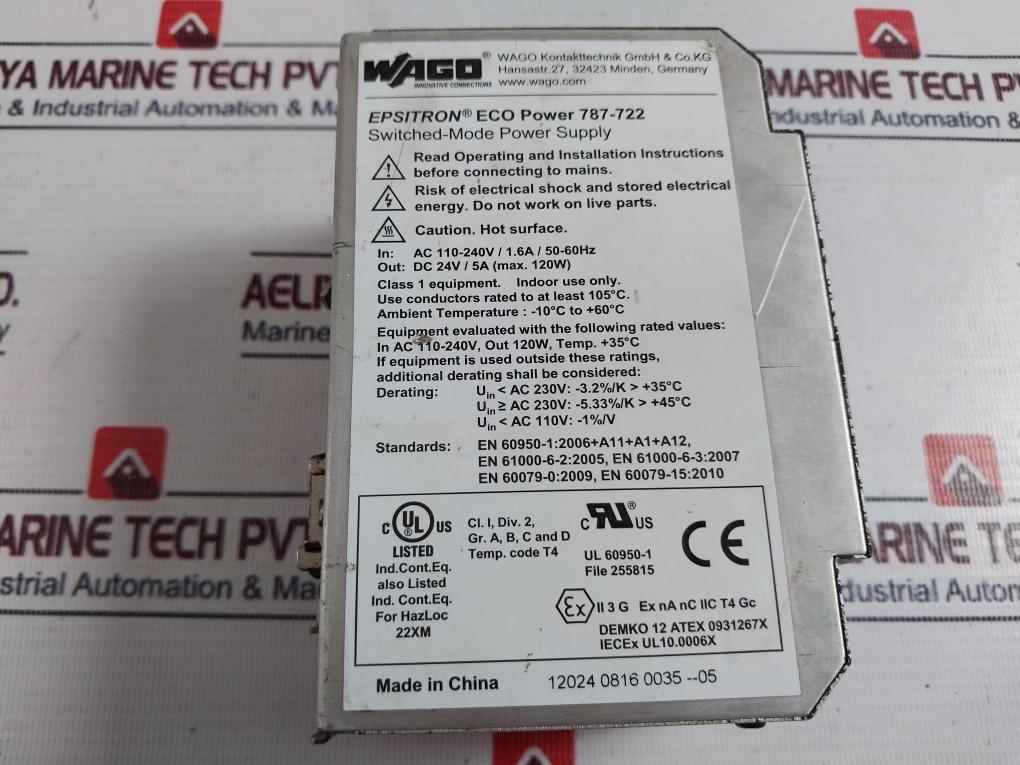 YA MARINE TECH PVT
& Industrial Automation & Ma
MARINE TECH PV
ndustrial Automation
O.
AELP
Marine
ARINE TECH PV
strial Automation & Ma
MARINE TECH P
dustrial Autom
WAGO®
INNOVATIVE CONNECTIONS
WAGO Kontakttechnik GmbH & Co.KG
Hansastr.27, 32423 Minden, Germany
www.wago.com
EPSITRON® ECO Power 787-722
Switched-Mode Power Supply
Read Operating and Installation Instructions
before connecting to mains.
Risk of electrical shock and stored electrical
energy. Do not work on live parts.
Caution. Hot surface.
In: AC 110-240V / 1.6A / 50-60Hz
Out: DC 24V / 5A (max. 120W)
Class 1 equipment. Indoor use only.
Use conductors rated to at least 105°C.
Ambient Temperature : -10°C to +60°C
Equipment evaluated with the following rated values:
In AC 110-240V, Out 120W, Temp. +35°C
If equipment is used outside these ratings,
additional derating shall be considered:
Derating: Uin < AC 230V: -3.2%/K > +35°C
Uin ≥ AC 230V: -5.33%/K > +45°C
Uin < AC 110V: -1%/V
Standards: EN 60950-1:2006+A11+A1+A12,
EN 61000-6-2:2005, EN 61000-6-3:2007
EN 60079-0:2009, EN 60079-15:2010
C UL® US
LISTED
Ind.Cont.Eq.
also Listed
Ind. Cont.Eq.
For HazLoc
22XM
Cl. I, Div. 2,
Gr. A, B, C and D
Temp. code T4
C RU® US
UL 60950-1
File 255815
CE
Ex II 3 G Ex nA nC IIC T4 Gc
DEMKO 12 ATEX 0931267X
IECEx UL10.0006X
Made in China 12024 0816 0035 --05